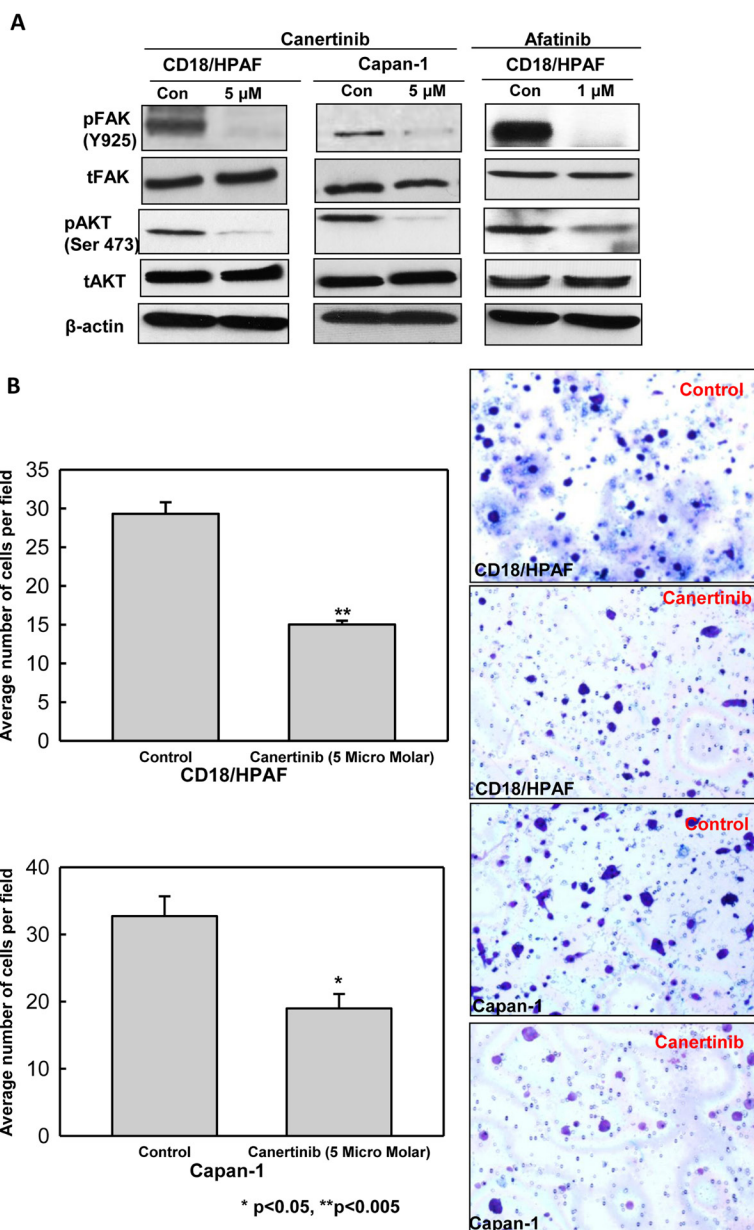 A
Canertinib Afatinib
CD18/HPAF Capan-1 CD18/HPAF
Con 5 µM Con 5 µM Con 1 µM
pFAK
(Y925)
tFAK
pAKT
(Ser 473)
tAKT
β-actin
B
Average number of cells per field
35
30
25
20
15
10
5
0
**
Control Canertinib (5 Micro Molar)
CD18/HPAF
Control
CD18/HPAF
Canertinib
CD18/HPAF
Average number of cells per field
40
30
20
10
0
*
Control Canertinib (5 Micro Molar)
Capan-1
* p<0.05, **p<0.005
Control
Capan-1
Canertinib
Capan-1